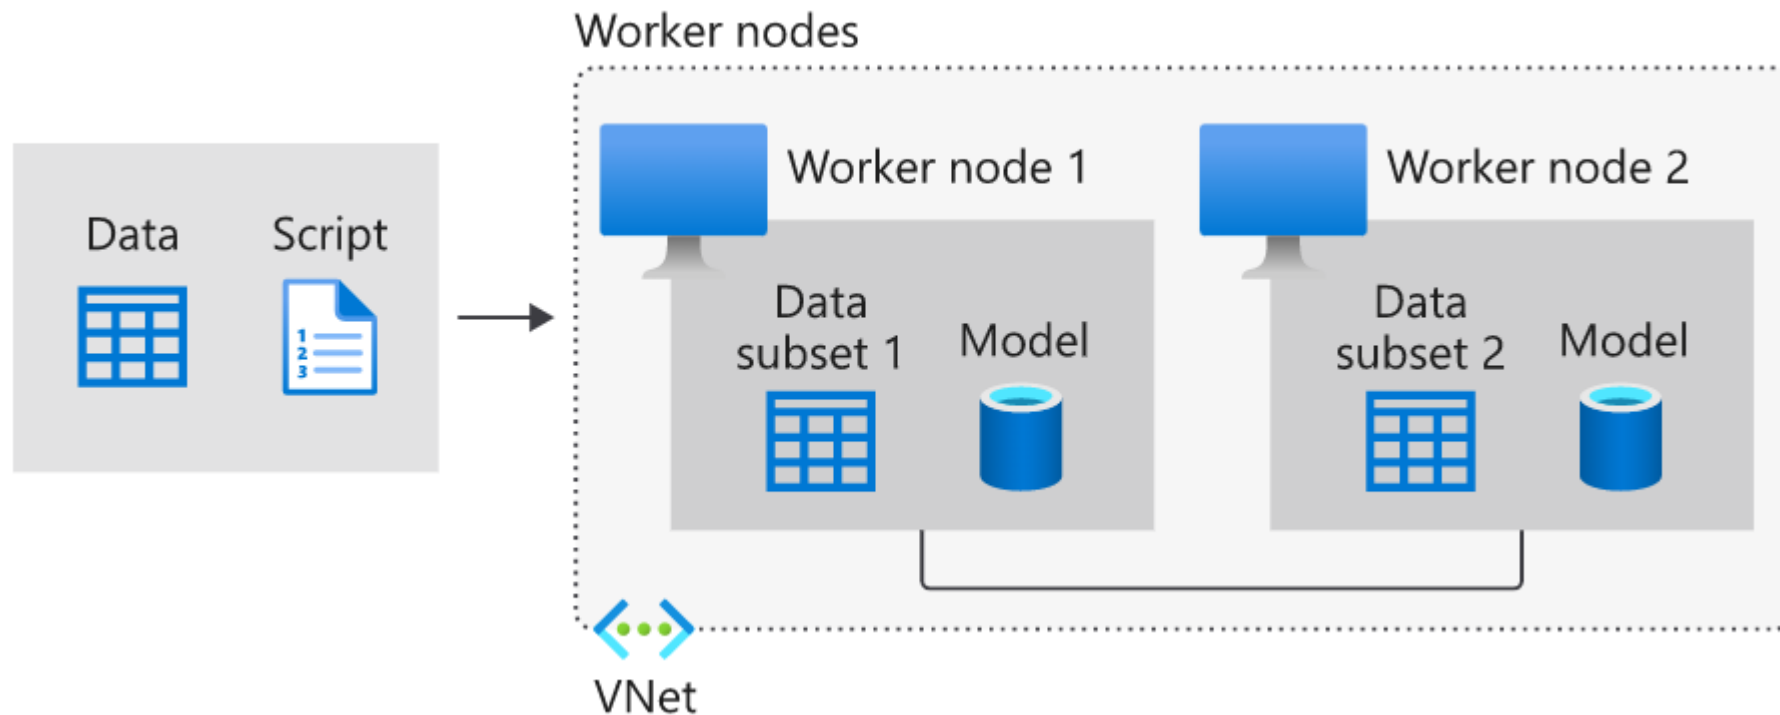 Worker nodes
Data
Script
1
2
3
Worker node 1
Data
subset 1
Model
Worker node 2
Data
subset 2
Model
VNet